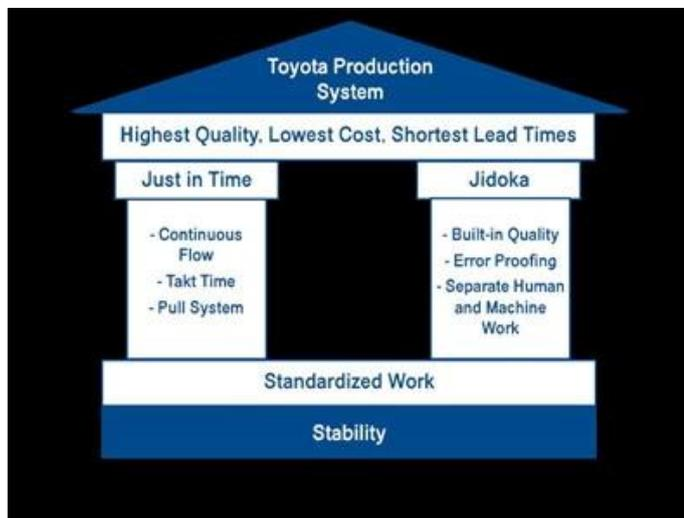 Toyota Production
System
Highest Quality, Lowest Cost, Shortest Lead Times
Just in Time
- Continuous
Flow
- Takt Time
- Pull System
Jidoka
- Built-in Quality
- Error Proofing
- Separate Human
and Machine
Work
Standardized Work
Stability